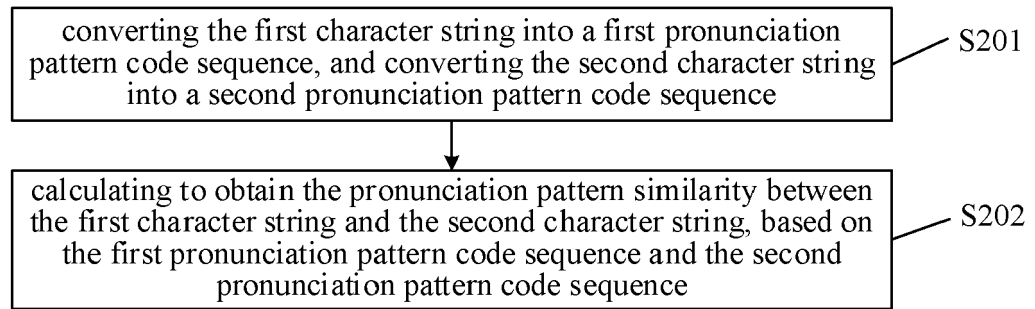 converting the first character string into a first pronunciation
pattern code sequence, and converting the second character string
into a second pronunciation pattern code sequence
S201
calculating to obtain the pronunciation pattern similarity between
the first character string and the second character string, based on
the first pronunciation pattern code sequence and the second
pronunciation pattern code sequence
S202